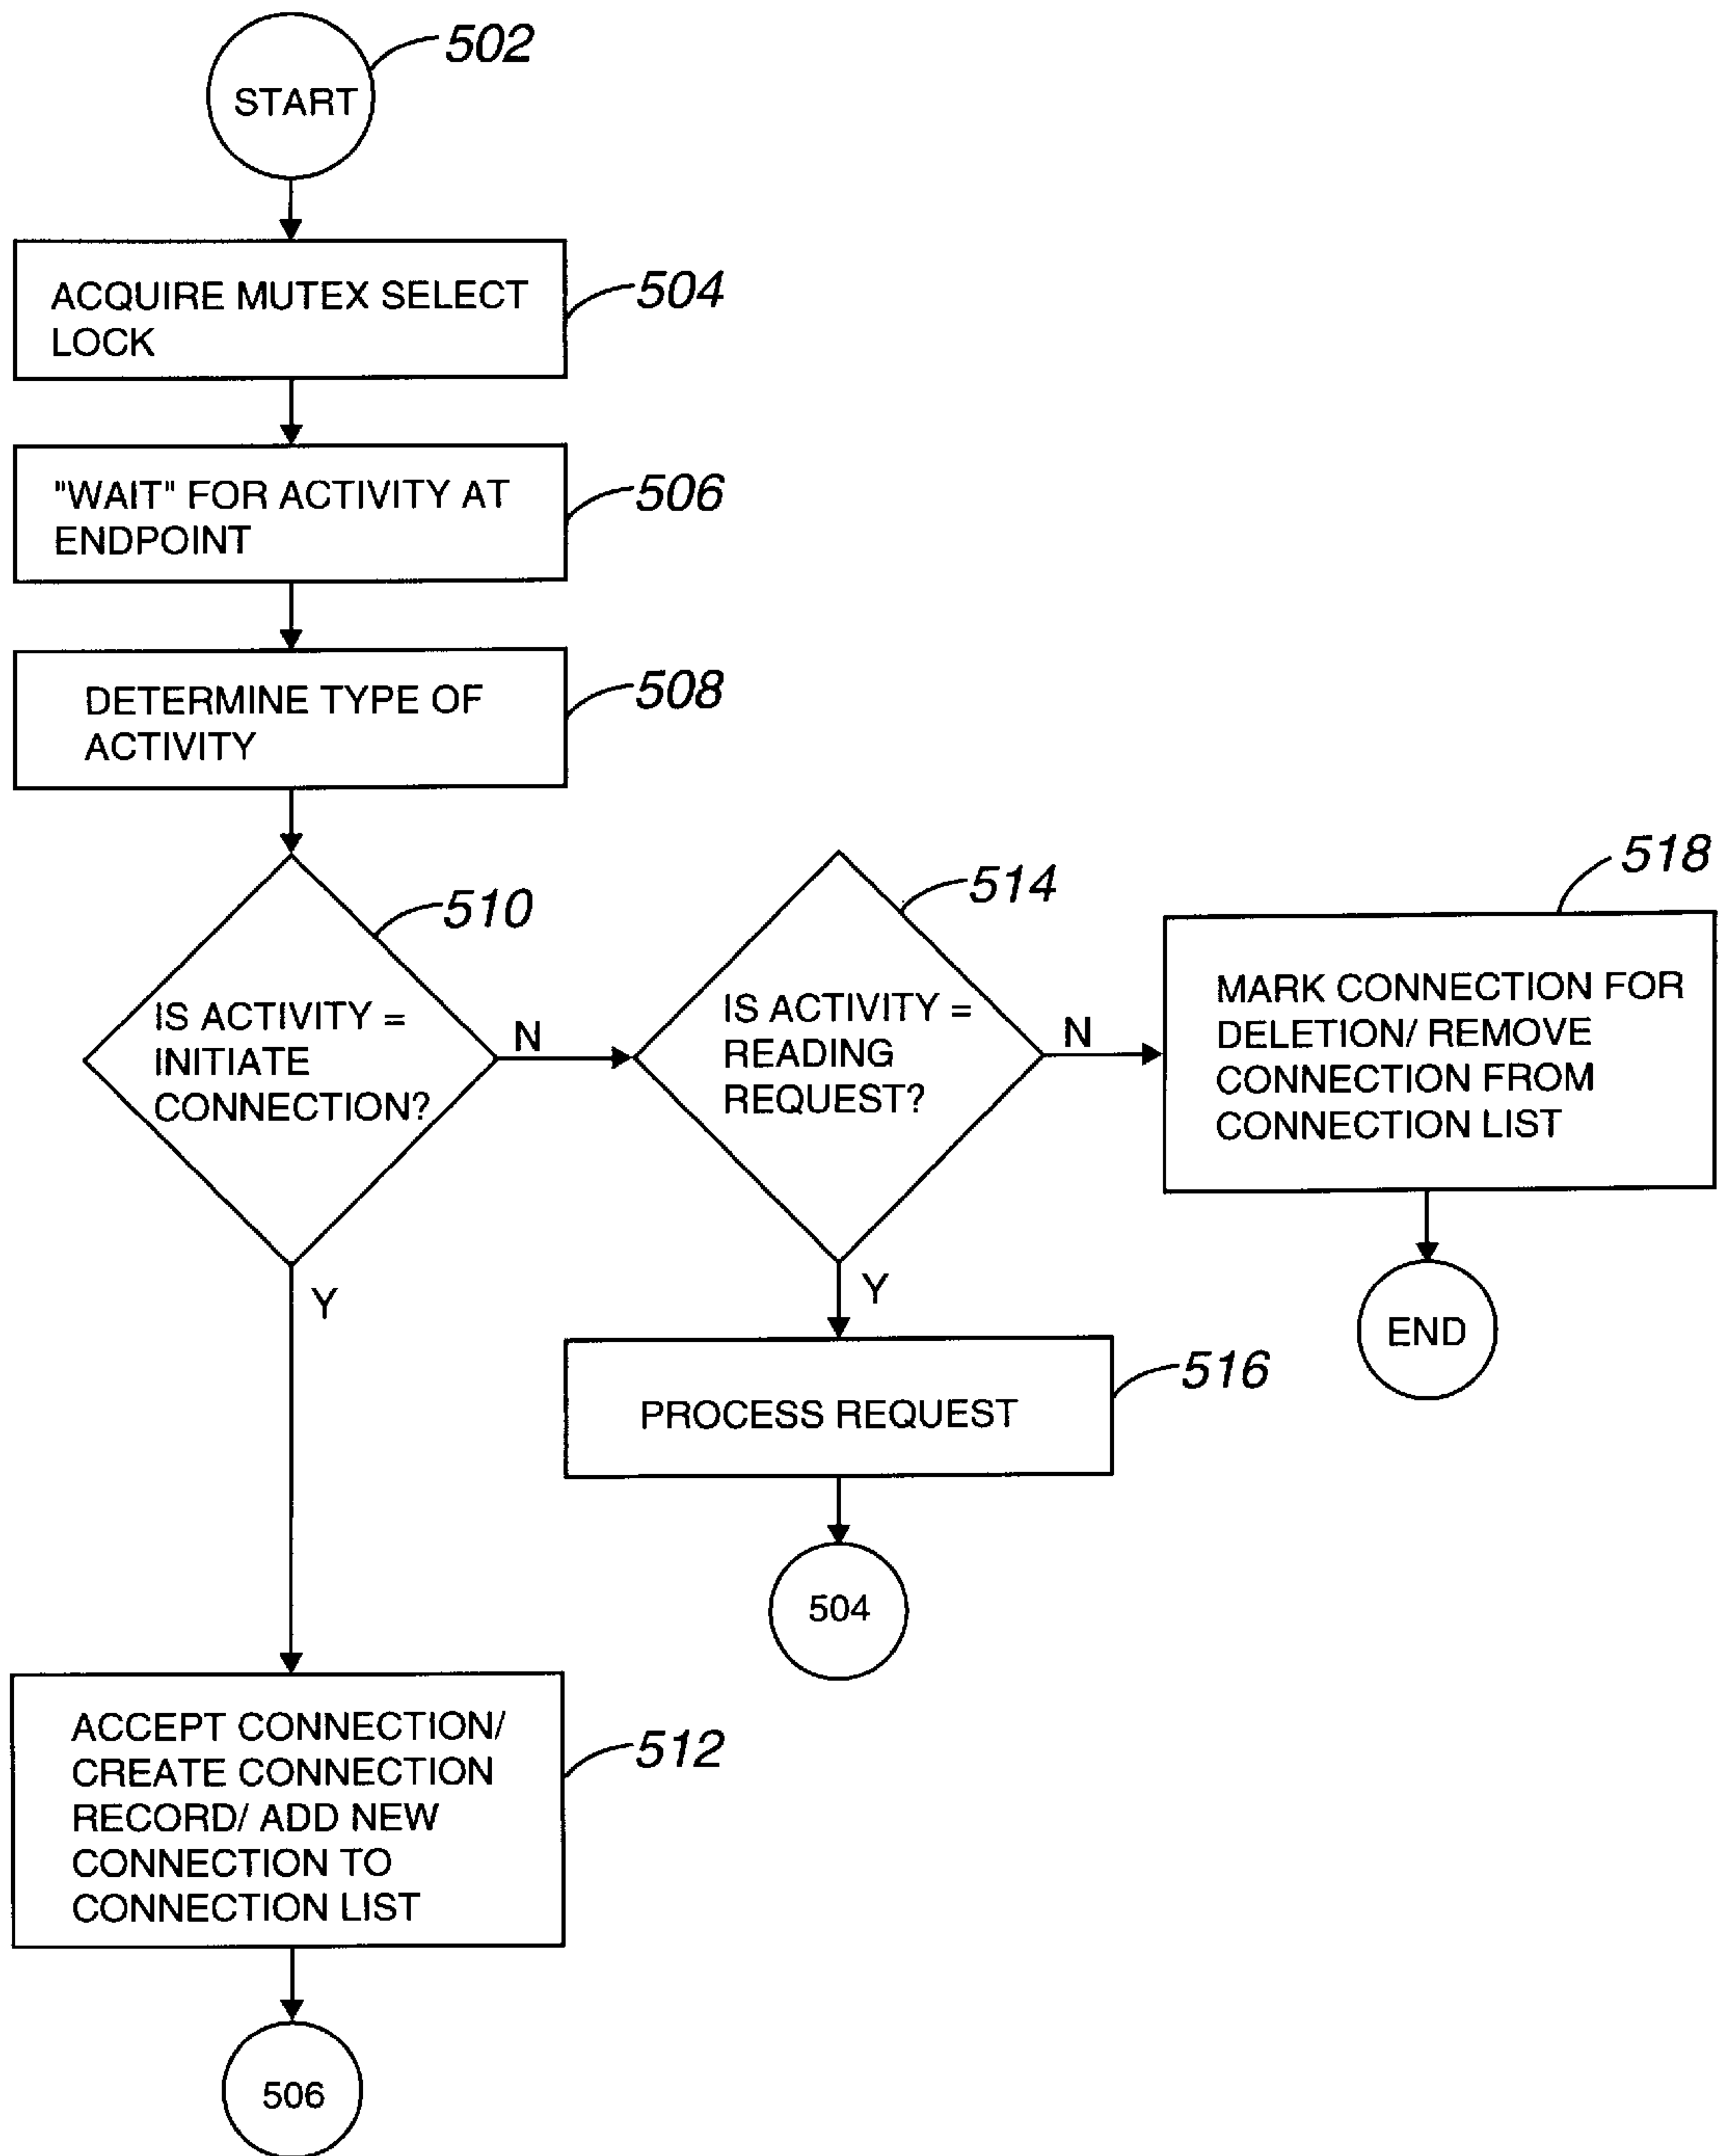 502
START
ACQUIRE MUTEX SELECT
LOCK
504
"WAIT" FOR ACTIVITY AT
ENDPOINT
506
DETERMINE TYPE OF
ACTIVITY
508
510
IS ACTIVITY =
INITIATE
CONNECTION?
N
Y
514
IS ACTIVITY =
READING
REQUEST?
N
Y
518
MARK CONNECTION FOR
DELETION/ REMOVE
CONNECTION FROM
CONNECTION LIST
END
PROCESS REQUEST
516
504
ACCEPT CONNECTION/
CREATE CONNECTION
RECORD/ ADD NEW
CONNECTION TO
CONNECTION LIST
512
506